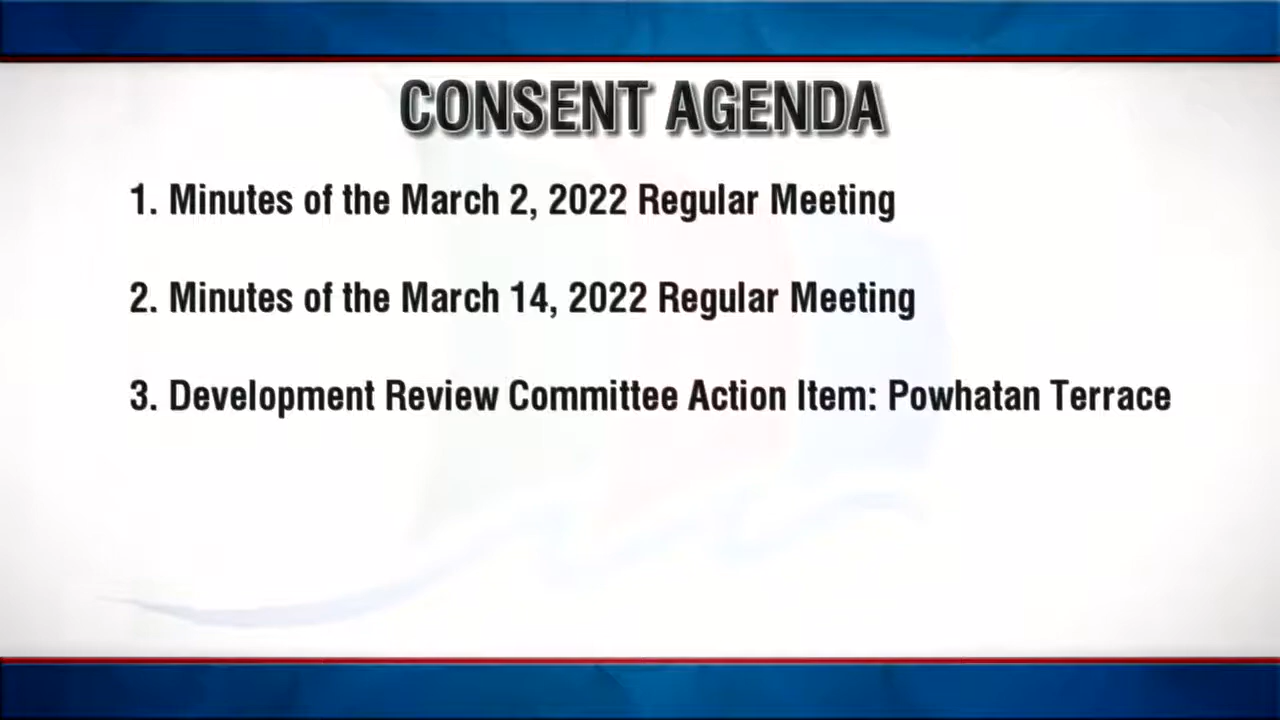 CONSENT AGENDA
1. Minutes of the March 2, 2022 Regular Meeting
2. Minutes of the March 14, 2022 Regular Meeting
3. Development Review Committee Action Item: Powhatan Terrace